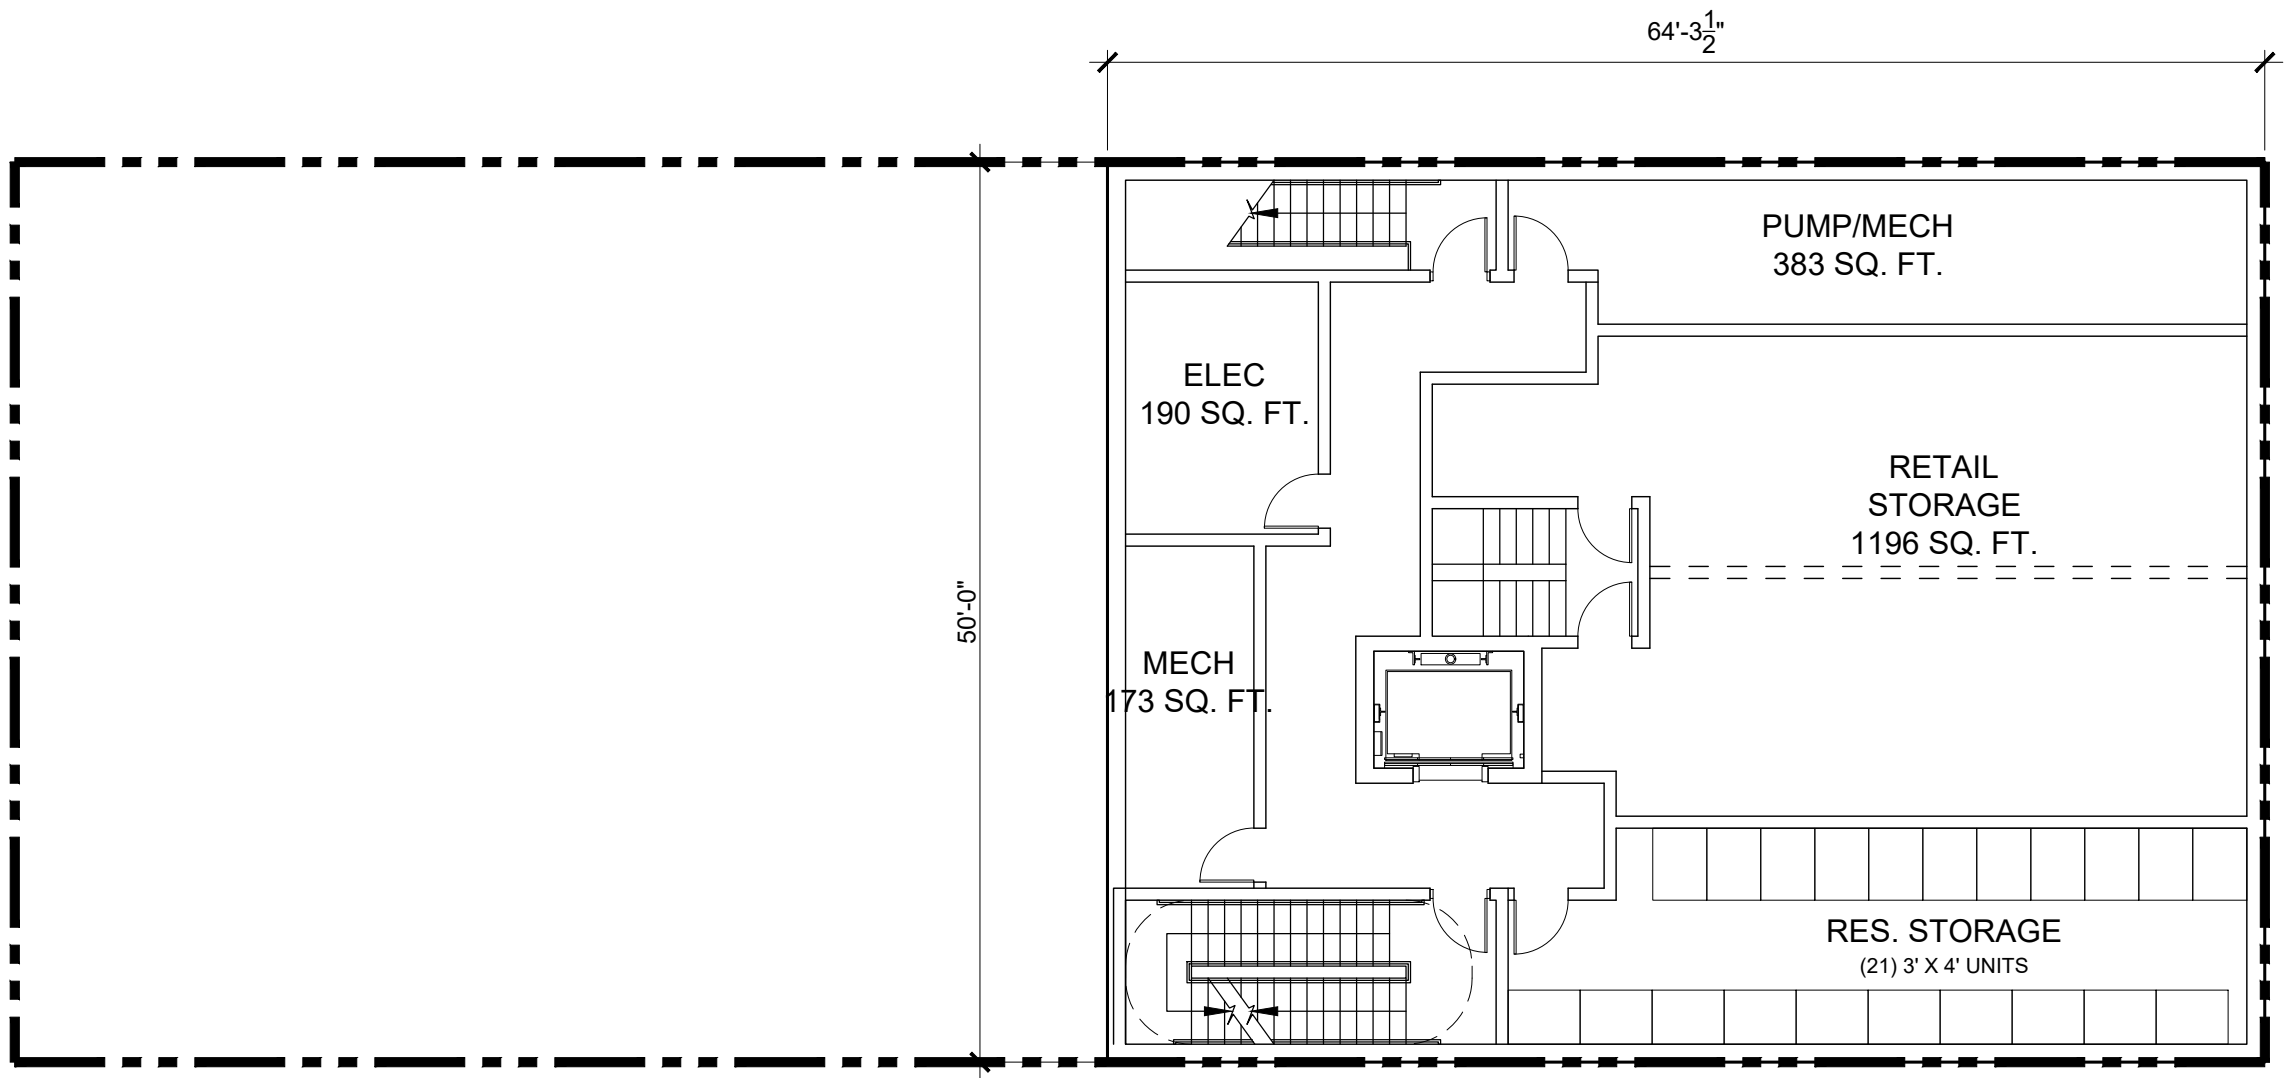 64'-3 1/2"
PUMP/MECH
383 SQ. FT.
ELEC
190 SQ. FT.
RETAIL
STORAGE
1196 SQ. FT.
50'-0"
MECH
173 SQ. FT.
RES. STORAGE
(21) 3' X 4' UNITS